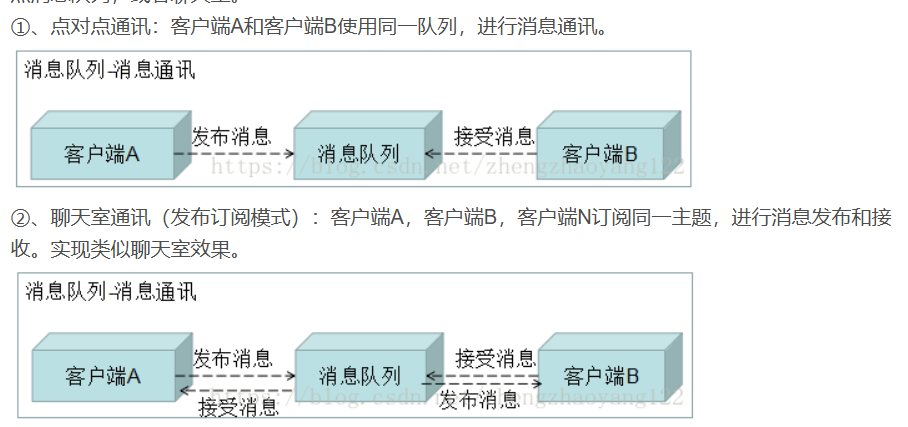 ①、点对点通讯：客户端A和客户端B使用同一队列，进行消息通讯。
消息队列-消息通讯
发布消息
接受消息
客户端A
消息队列
客户端B
https://blog.csdn.net/zhengzhaoyang122
②、聊天室通讯（发布订阅模式）：客户端A，客户端B，客户端N订阅同一主题，进行消息发布和接
收。实现类似聊天室效果。
消息队列-消息通讯
发布消息
接受消息
客户端A
消息队列
客户端B
接受消息
发布消息
https://blog.csdn.net/zhengzhaoyang122